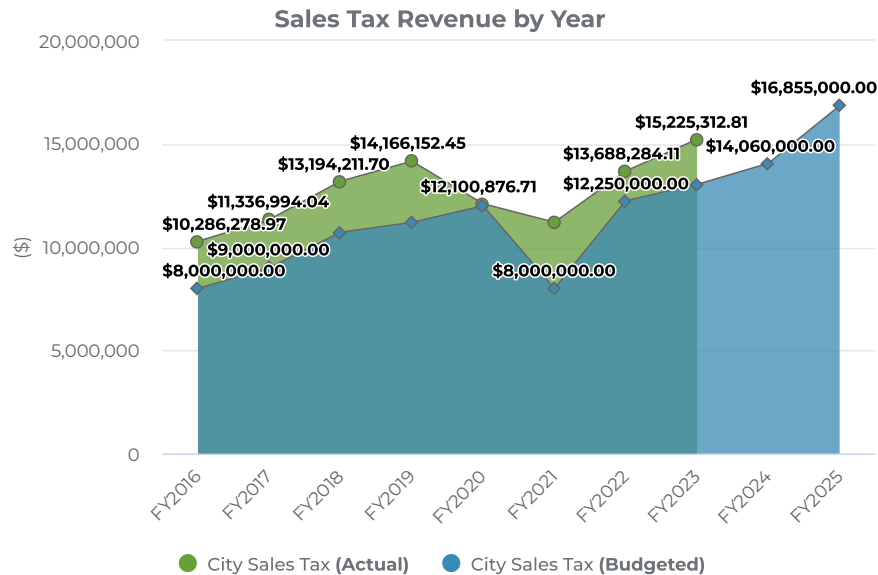 Sales Tax Revenue by Year
20,000,000
15,000,000
10,000,000
5,000,000
0
($)
$16,855,000.00
$15,225,312.81
$14,166,152.45
$14,060,000.00
$13,688,284.11
$13,194,211.70
$12,250,000.00
$12,100,876.71
$11,336,994.04
$10,286,278.97
$9,000,000.00
$8,000,000.00
$8,000,000.00
FY2016
FY2017
FY2018
FY2019
FY2020
FY2021
FY2022
FY2023
FY2024
FY2025
City Sales Tax (Actual)
City Sales Tax (Budgeted)